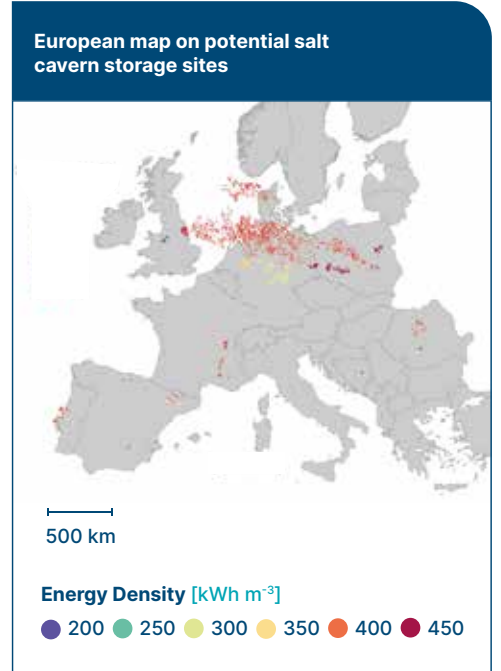 European map on potential salt
cavern storage sites
500 km
Energy Density [kWh m⁻³]
200 250 300 350 400 450